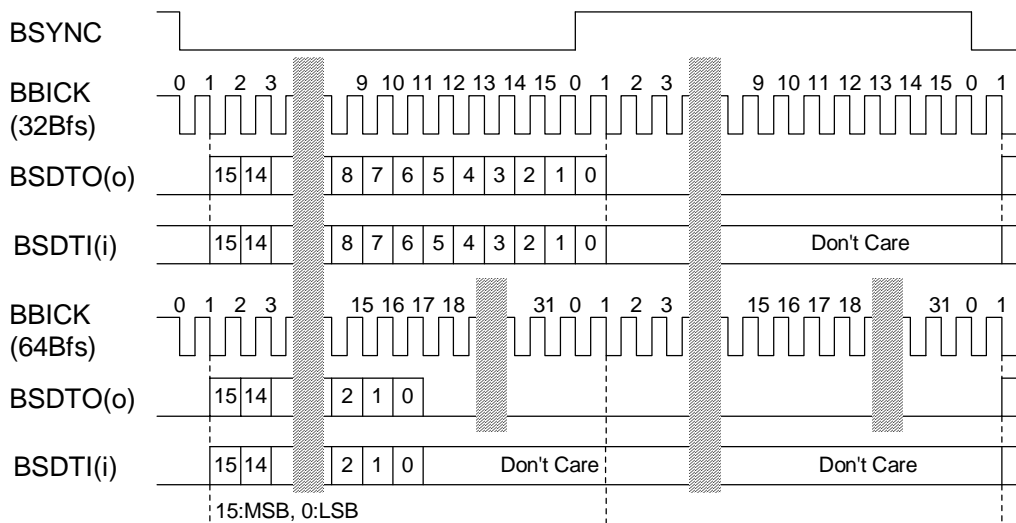 BSYNC
0 1 2 3 9 10 11 12 13 14 15 0 1 2 3 9 10 11 12 13 14 15 0 1
BBICK
(32Bfs)
BSDTO(o) 15 14 8 7 6 5 4 3 2 1 0
BSDTI(i) 15 14 8 7 6 5 4 3 2 1 0 Don't Care
0 1 2 3 15 16 17 18 31 0 1 2 3 15 16 17 18 31 0 1
BBICK
(64Bfs)
BSDTO(o) 15 14 2 1 0
BSDTI(i) 15 14 2 1 0 Don't Care Don't Care
15:MSB, 0:LSB